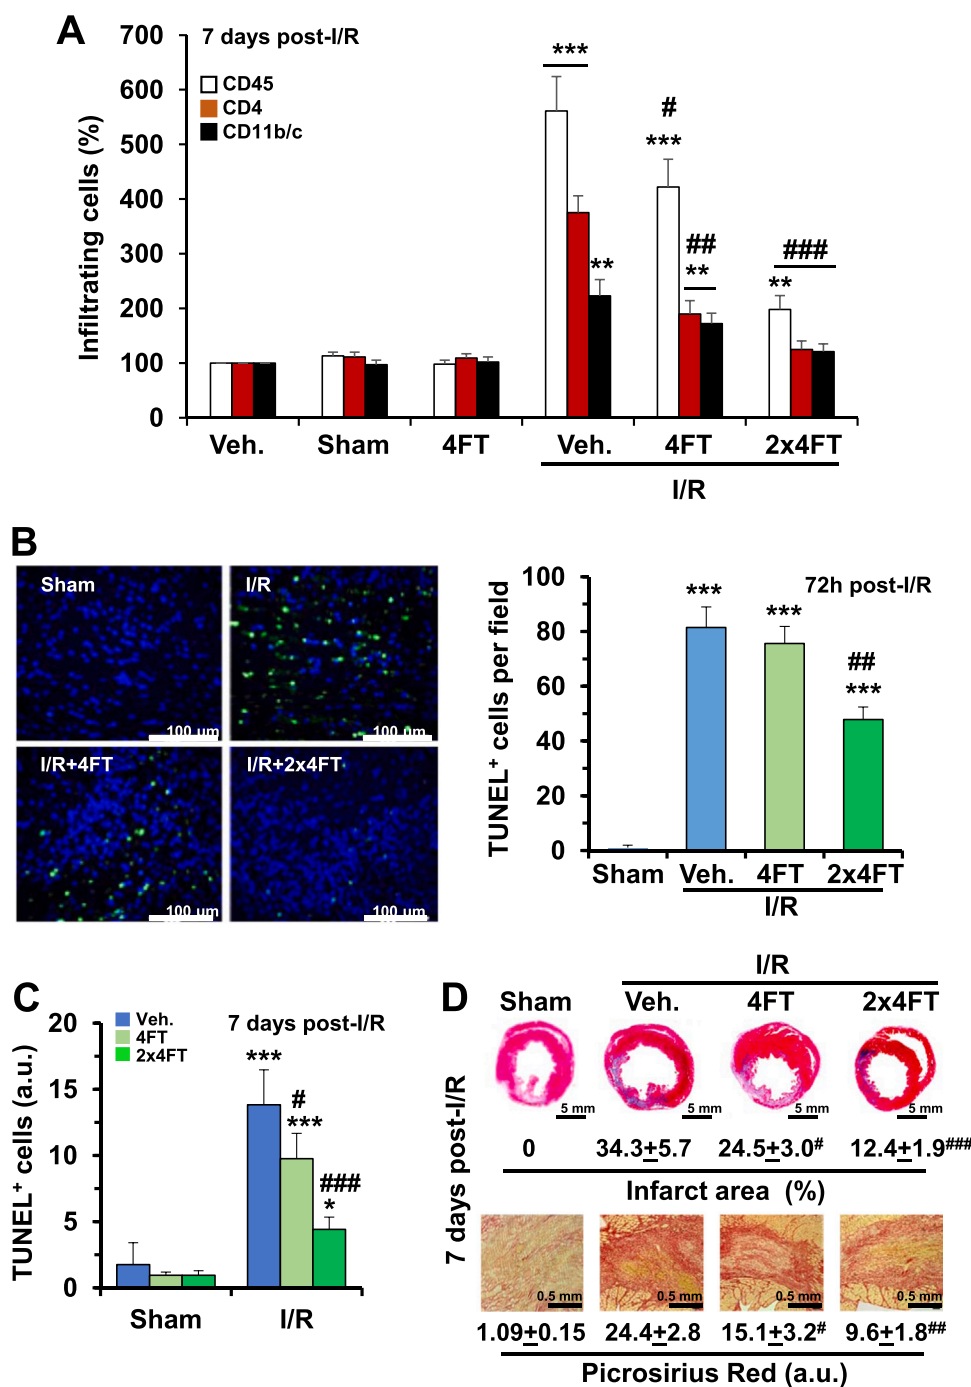 A
700
7 days post-I/R
CD45
CD4
CD11b/c
600
500
400
300
200
100
0
Infiltrating cells (%)
***
**
#
***
##
**
###
**
Veh. Sham 4FT Veh. 4FT 2x4FT
I/R
B
Sham
100 µm
I/R
100 µm
I/R+4FT
100 µm
I/R+2x4FT
100 µm
TUNEL+ cells per field
100
80
60
40
20
0
72h post-I/R
***
***
##
***
Sham Veh. 4FT 2x4FT
I/R
C
Veh.
4FT
2x4FT
7 days post-I/R
TUNEL+ cells (a.u.)
20
15
10
5
0
***
#
***
###
*
Sham I/R
D
I/R
Sham Veh. 4FT 2x4FT
7 days post-I/R
5 mm 5 mm 5 mm 5 mm
0 34.3±5.7 24.5±3.0# 12.4±1.9###
Infarct area (%)
0.5 mm 0.5 mm 0.5 mm 0.5 mm
1.09±0.15 24.4±2.8 15.1±3.2# 9.6±1.8##
Picrosirius Red (a.u.)